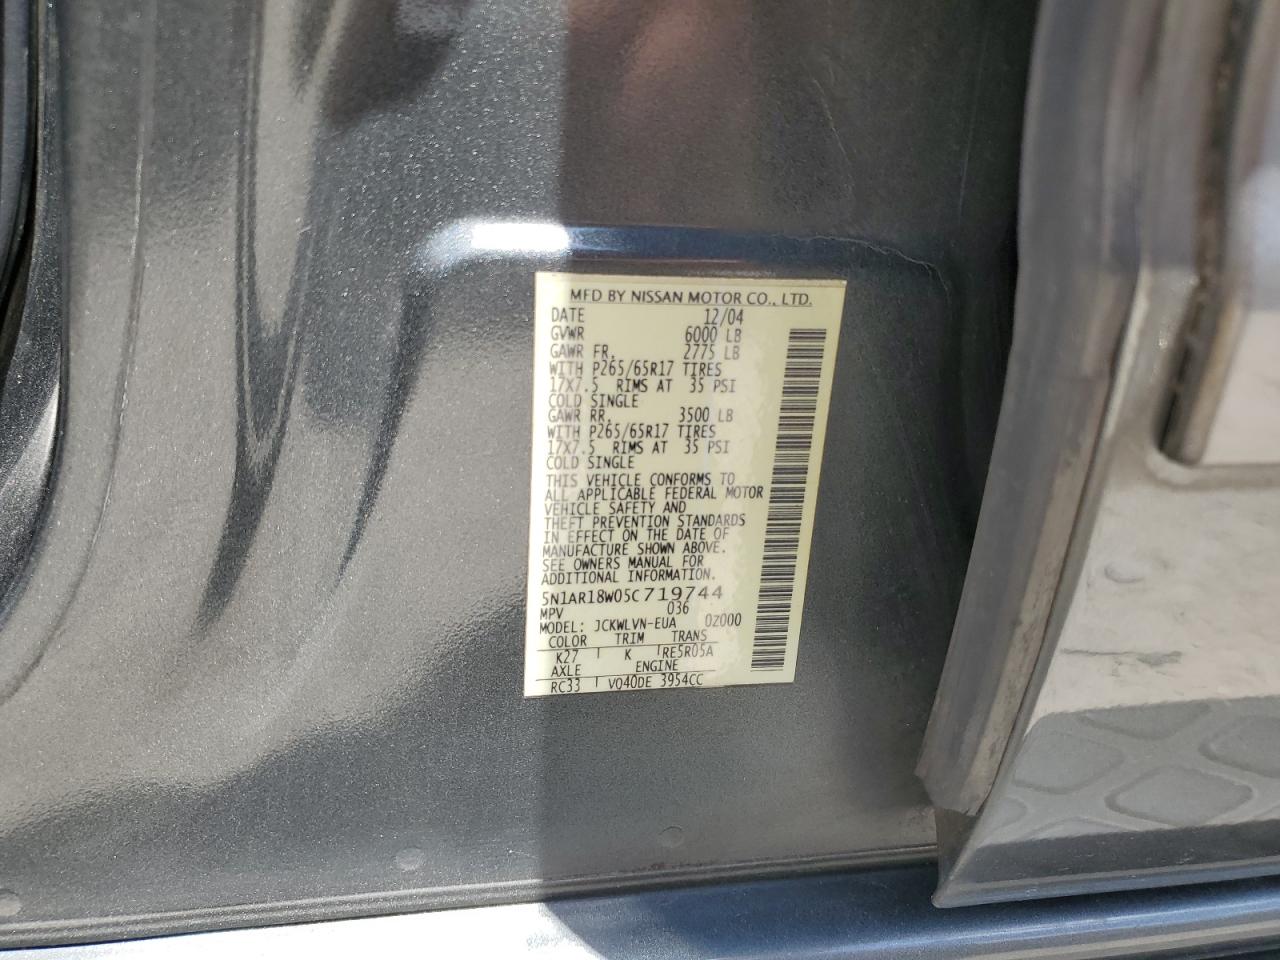 MFD BY NISSAN MOTOR CO., LTD.
DATE 12/04
GVWR 6000 LB
GAWR FR, 2775 LB
WITH P265/65R17 TIRES
17X7.5 RIMS AT 35 PSI
COLD SINGLE
GAWR RR, 3500 LB
WITH P265/65R17 TIRES
17X7.5 RIMS AT 35 PSI
COLD SINGLE
THIS VEHICLE CONFORMS TO
ALL APPLICABLE FEDERAL MOTOR
VEHICLE SAFETY AND
THEFT PREVENTION STANDARDS
IN EFFECT ON THE DATE OF
MANUFACTURE SHOWN ABOVE.
SEE OWNERS MANUAL FOR
ADDITIONAL INFORMATION.
5N1AR18W05C719744
MPV 036
MODEL: JCKWLVN-EUA 0Z000
COLOR TRIM TRANS
K27 K RE5R05A
AXLE ENGINE
RC33 VQ40DE 3954CC